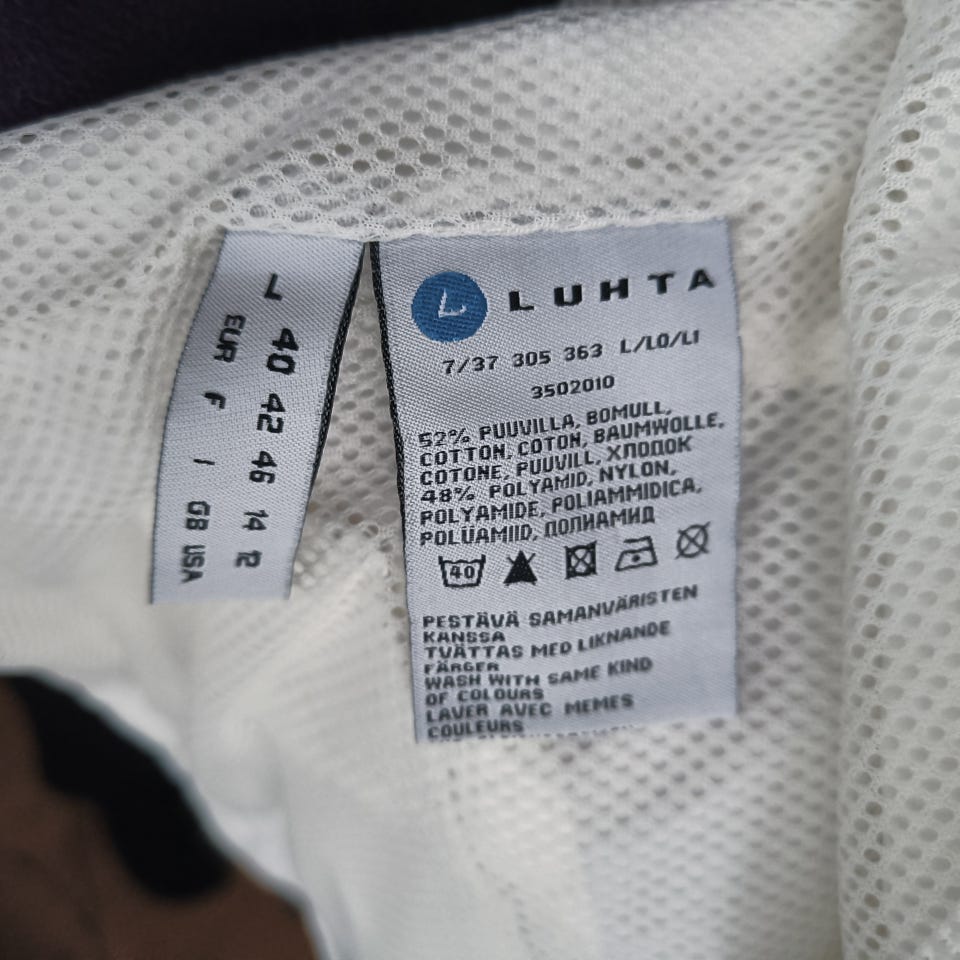 L 40 42 46 14 12
EUR F I GB USA
L LUHTA
7/37 305 363 L/L0/L1
3502010
52% PUUVILLA, BOMULL,
COTTON, COTON, BAUMWOLLE,
COTONE, PUUVILL, ХЛОПОК
48% POLYAMID, NYLON,
POLYAMIDE, POLIAMMIDICA,
POLÜAMIID, ПОЛИАМИД
40
PESTÄVÄ SAMANVÄRISTEN
KANSSA
TVÄTTAS MED LIKNANDE
FÄRGER
WASH WITH SAME KIND
OF COLOURS
LAVER AVEC MEMES
COULEURS